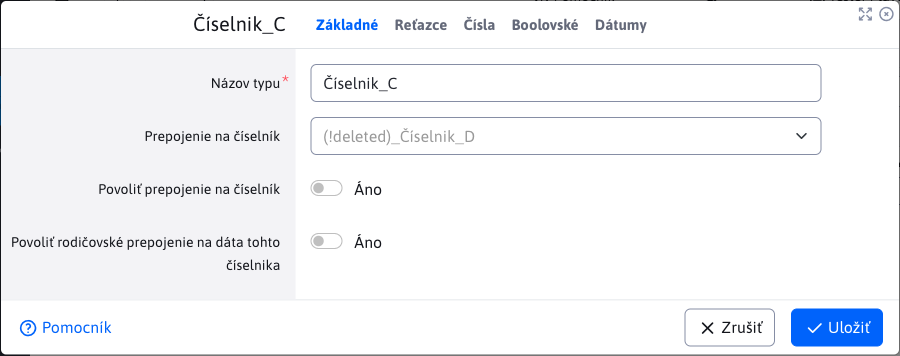 Číselnik_C Základné Reťazce Čísla Boolovské Dátumy
Názov typu* Číselnik_C
Prepojenie na číselník (!deleted)_Číselnik_D
Povoliť prepojenie na číselník Áno
Povoliť rodičovské prepojenie na dáta tohto Áno
číselnika
Pomocník Zrušiť Uložiť